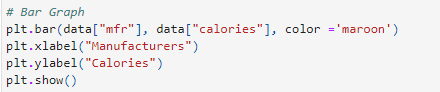 # Bar Graph
plt.bar(data["mfr"], data["calories"], color ='maroon')
plt.xlabel("Manufacturers")
plt.ylabel("Calories")
plt.show()